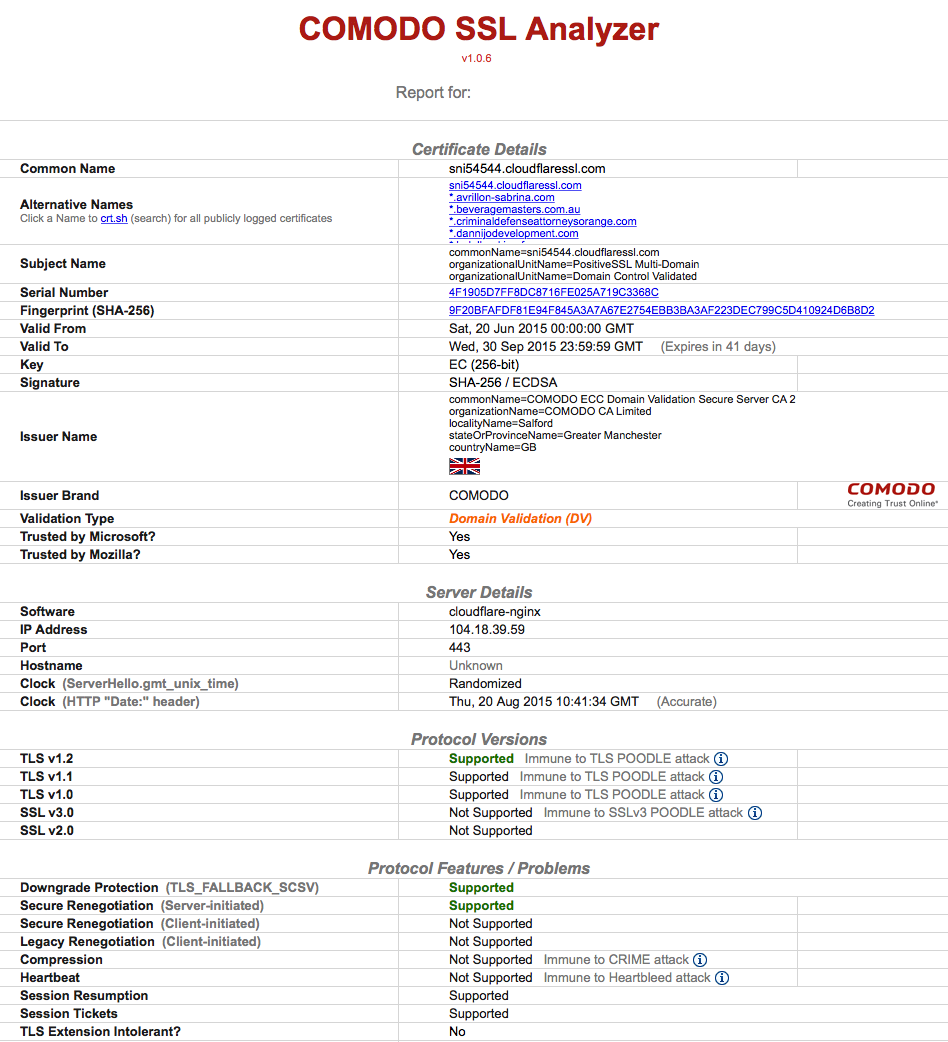 COMODO SSL Analyzer
v1.0.6
Report for:
Certificate Details
Common Name sni54544.cloudflaressl.com
sni54544.cloudflaressl.com
*.avrillon-sabrina.com
Alternative Names *.beveragemasters.com.au
Click a Name to crt.sh (search) for all publicly logged certificates *.criminaldefenseattorneysorange.com
*.dannijodevelopment.com
commonName=sni54544.cloudflaressl.com
Subject Name organizationalUnitName=PositiveSSL Multi-Domain
organizationalUnitName=Domain Control Validated
Serial Number 4F1905D7FF8DC8716FE025A719C3368C
Fingerprint (SHA-256) 9F20BFAFDF81E94F845A3A7A67E2754EBB3BA3AF223DEC799C5D410924D6B8D2
Valid From Sat, 20 Jun 2015 00:00:00 GMT
Valid To Wed, 30 Sep 2015 23:59:59 GMT (Expires in 41 days)
Key EC (256-bit)
Signature SHA-256 / ECDSA
commonName=COMODO ECC Domain Validation Secure Server CA 2
organizationName=COMODO CA Limited
localityName=Salford
Issuer Name stateOrProvinceName=Greater Manchester
countryName=GB
Issuer Brand COMODO COMODO
Creating Trust Online*
Validation Type Domain Validation (DV)
Trusted by Microsoft? Yes
Trusted by Mozilla? Yes
Server Details
Software cloudflare-nginx
IP Address 104.18.39.59
Port 443
Hostname Unknown
Clock (ServerHello.gmt_unix_time) Randomized
Clock (HTTP "Date:" header) Thu, 20 Aug 2015 10:41:34 GMT (Accurate)
Protocol Versions
TLS v1.2 Supported Immune to TLS POODLE attack
TLS v1.1 Supported Immune to TLS POODLE attack
TLS v1.0 Supported Immune to TLS POODLE attack
SSL v3.0 Not Supported Immune to SSLv3 POODLE attack
SSL v2.0 Not Supported
Protocol Features / Problems
Downgrade Protection (TLS_FALLBACK_SCSV) Supported
Secure Renegotiation (Server-initiated) Supported
Secure Renegotiation (Client-initiated) Not Supported
Legacy Renegotiation (Client-initiated) Not Supported
Compression Not Supported Immune to CRIME attack
Heartbeat Not Supported Immune to Heartbleed attack
Session Resumption Supported
Session Tickets Supported
TLS Extension Intolerant? No